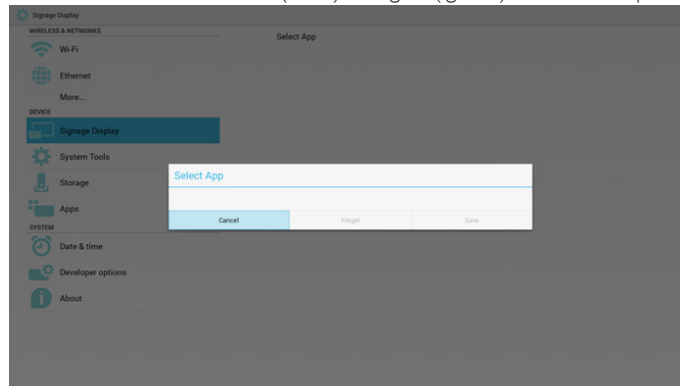 Signage Display
WIRELESS & NETWORKS
Select App
Wi-Fi
Ethernet
More...
DEVICE
Signage Display
System Tools
Storage
Apps
SYSTEM
Date & time
Developer options
About
Select App
Cancel
Forget
Save